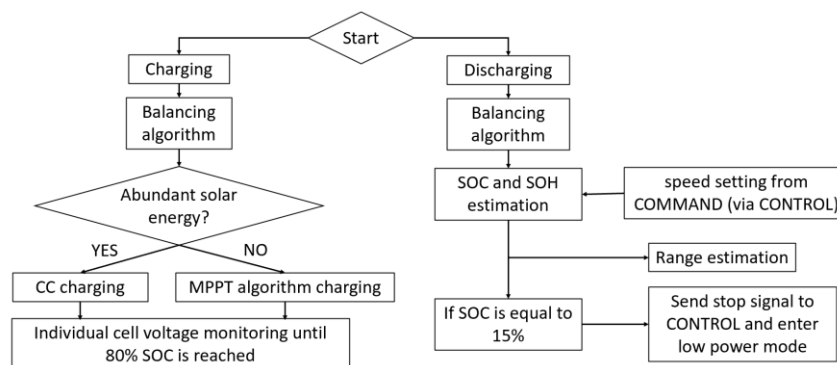 Start
Charging
Discharging
Balancing
algorithm
Balancing
algorithm
Abundant solar
energy?
SOC and SOH
estimation
speed setting from
COMMAND (via CONTROL)
YES
NO
Range estimation
CC charging
MPPT algorithm charging
Individual cell voltage monitoring until
80% SOC is reached
If SOC is equal to
15%
Send stop signal to
CONTROL and enter
low power mode